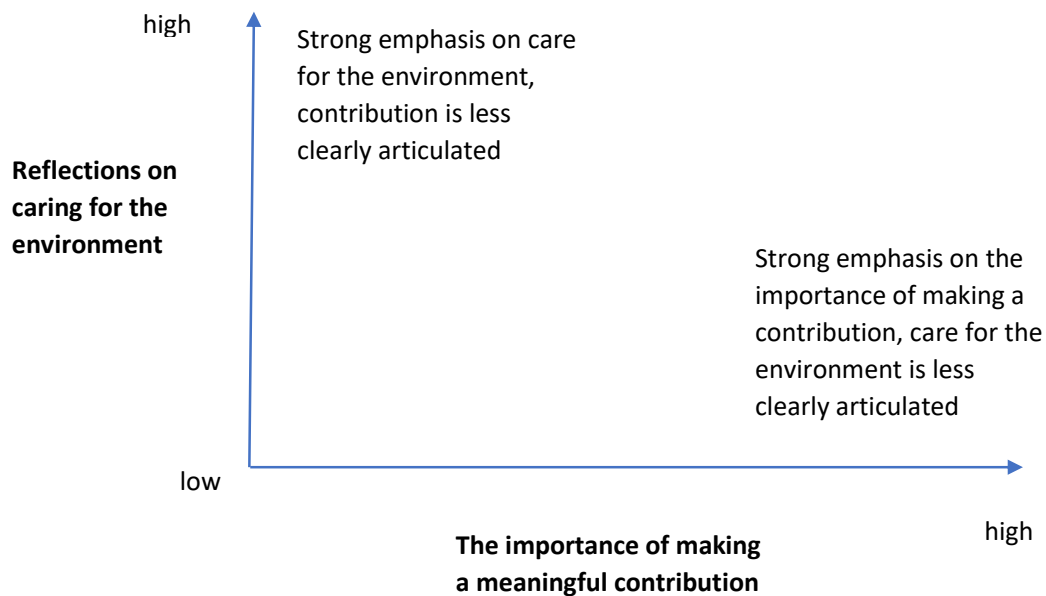 high
Strong emphasis on care
for the environment,
contribution is less
clearly articulated
Reflections on
caring for the
environment
Strong emphasis on the
importance of making a
contribution, care for the
environment is less
clearly articulated
low
high
The importance of making
a meaningful contribution